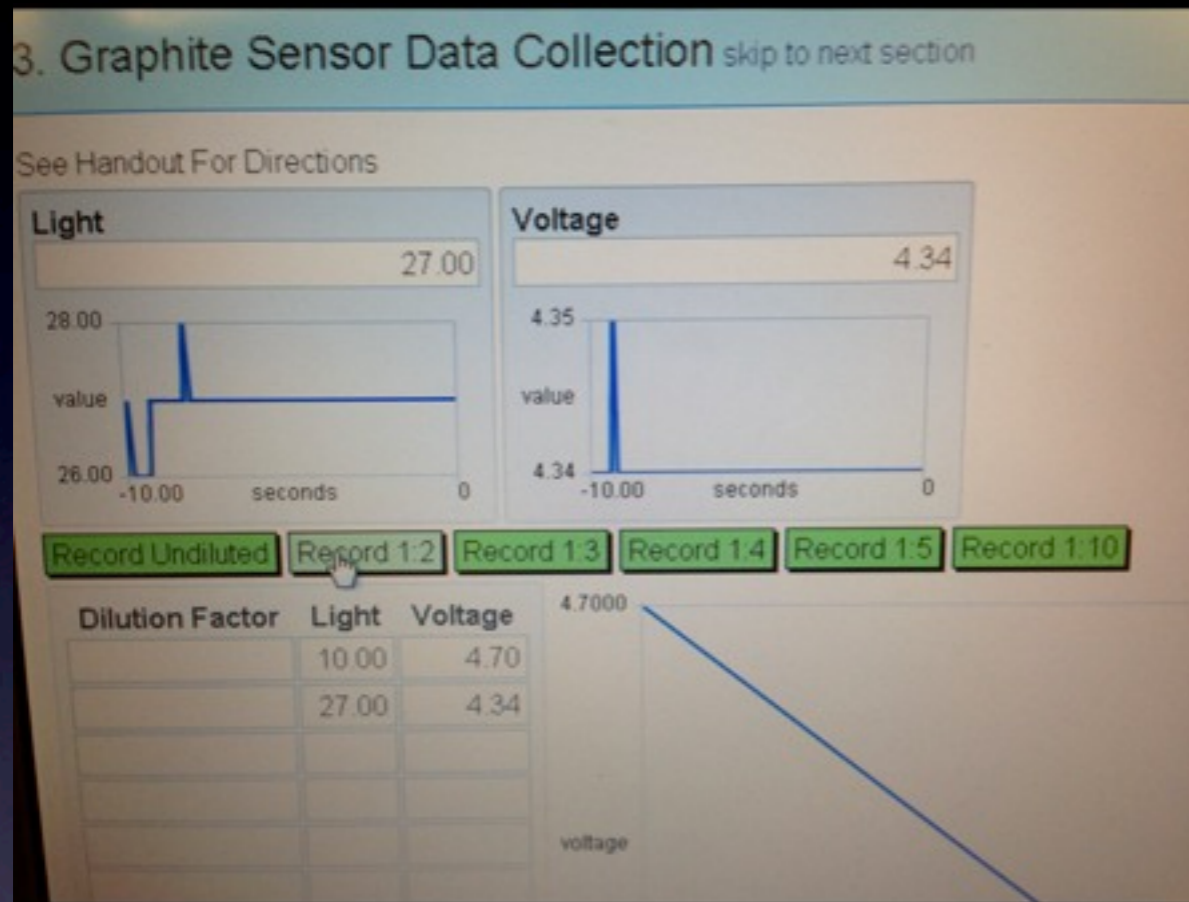 3. Graphite Sensor Data Collection skip to next section
See Handout For Directions
Light
27.00
28.00
value
26.00
-10.00 seconds 0
Voltage
4.34
4.35
value
4.34
-10.00 seconds 0
Record Undiluted Record 1:2 Record 1:3 Record 1:4 Record 1:5 Record 1:10
Dilution Factor Light Voltage
10.00 4.70
27.00 4.34
4.7000
voltage